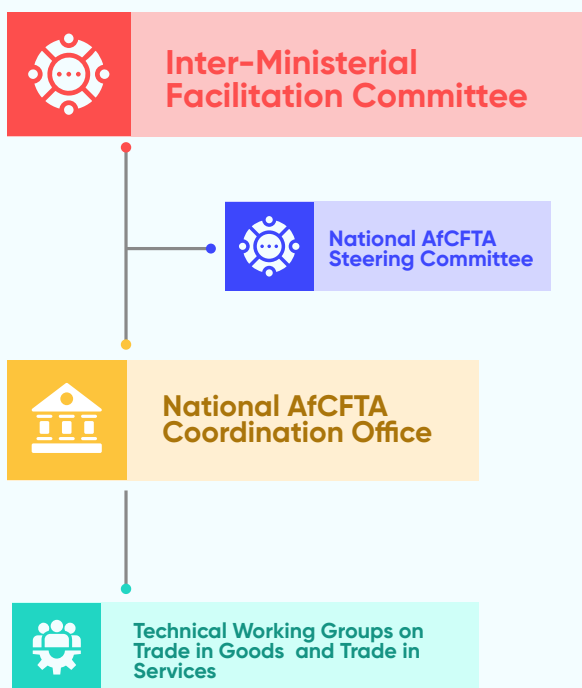 Inter-Ministerial
Facilitation Committee
National AfCFTA
Steering Committee
National AfCFTA
Coordination Office
Technical Working Groups on
Trade in Goods  and Trade in
Services